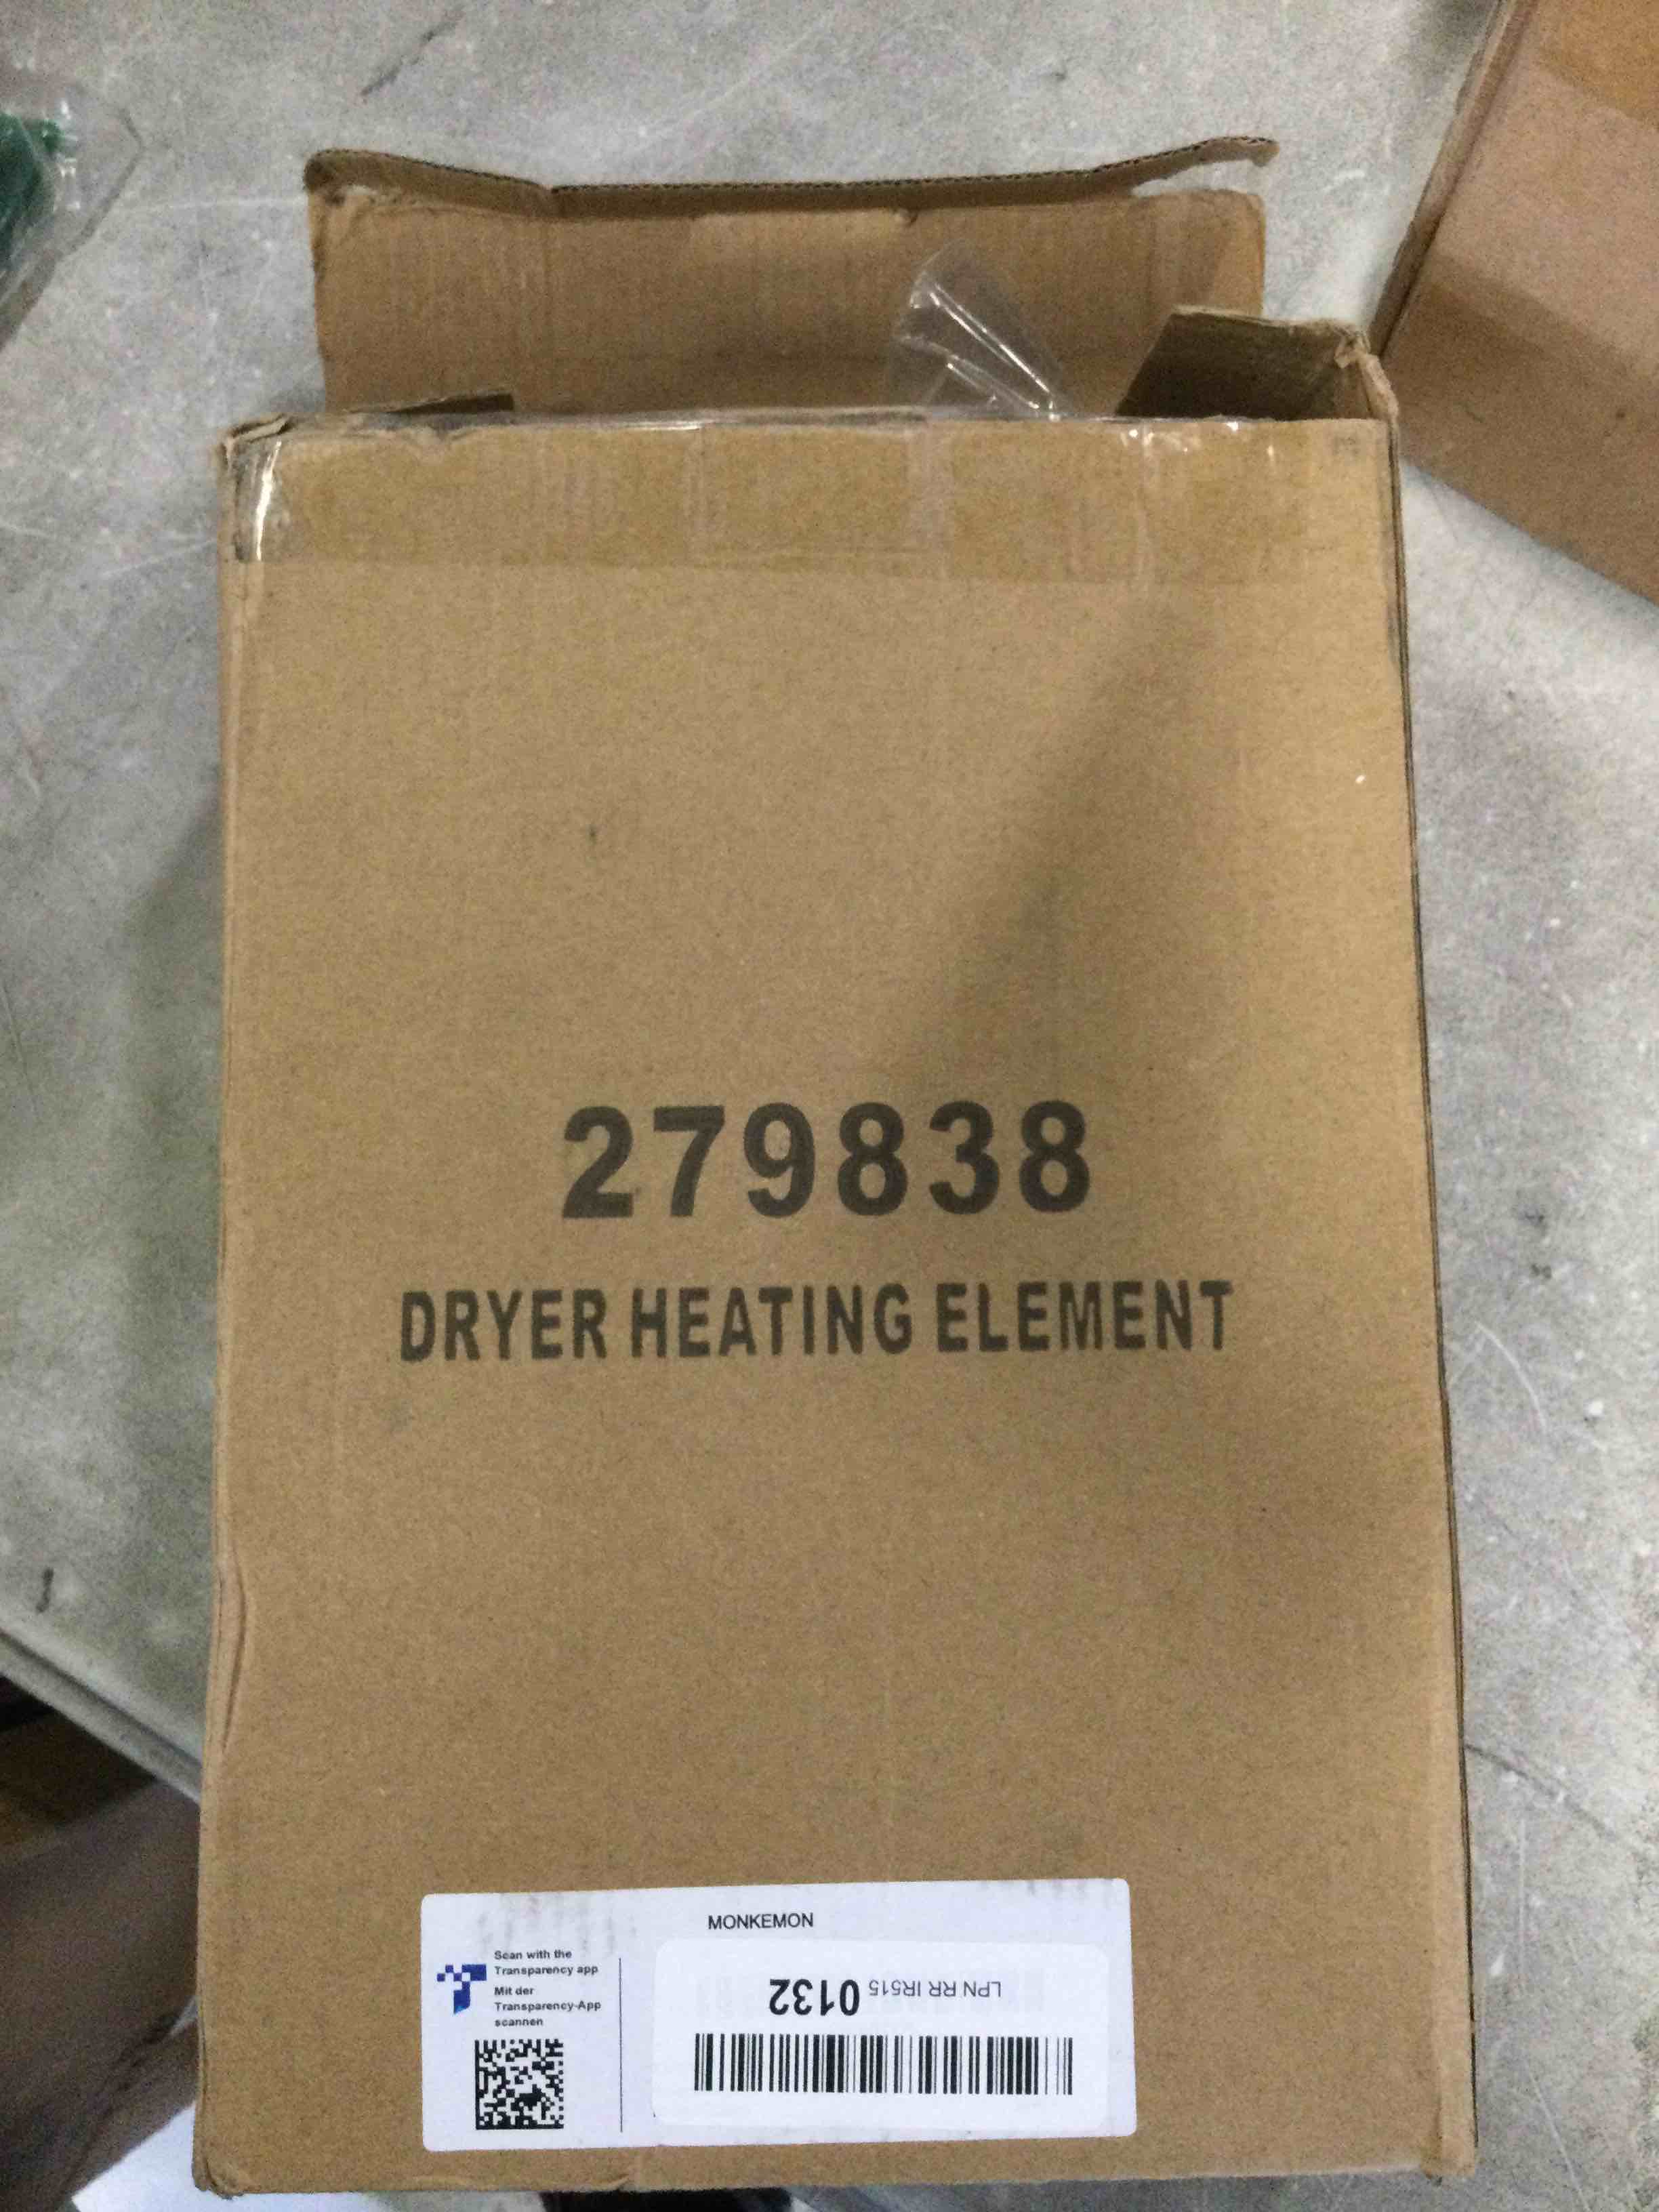 279838
DRYER HEATING ELEMENT
MONKEMON
Scan with the
Transparency app
Mit der
Transparency-App
scannen
LPN RR IR515 0132